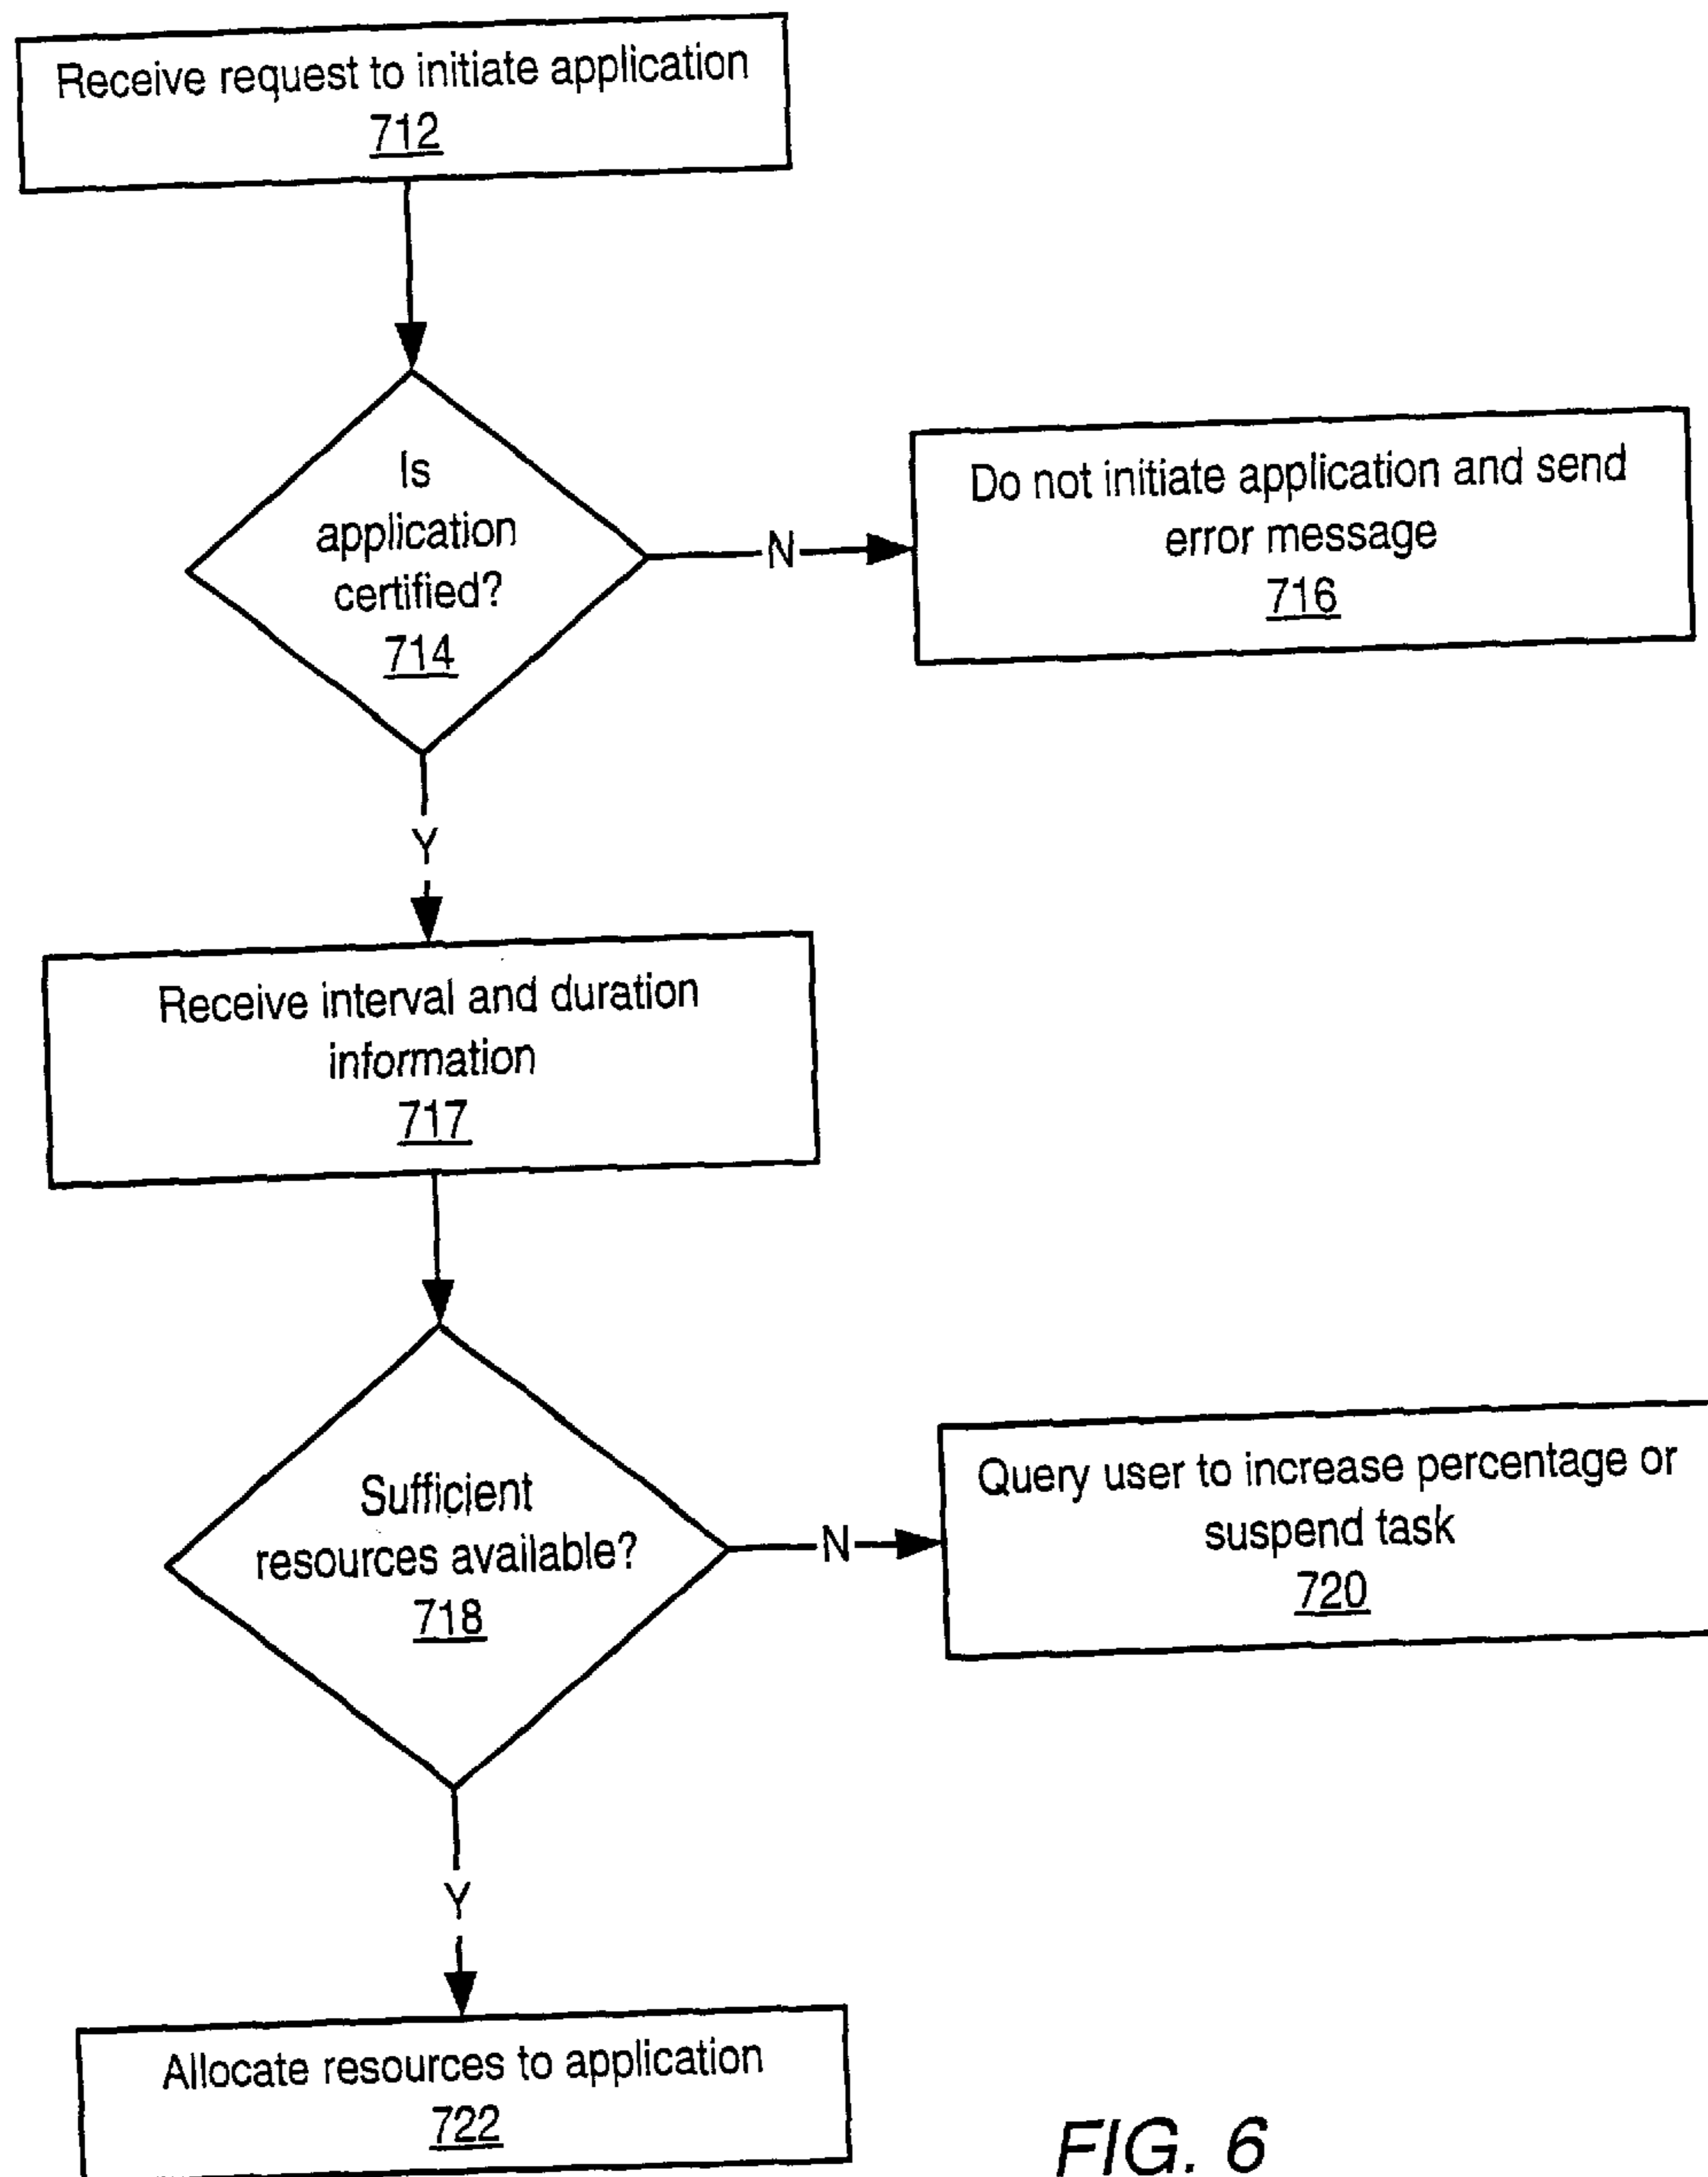 Receive request to initiate application
712
Is
application
certified?
714
N
Do not initiate application and send
error message
716
Y
Receive interval and duration
information
717
Sufficient
resources available?
718
N
Query user to increase percentage or
suspend task
720
Y
Allocate resources to application
722
FIG. 6